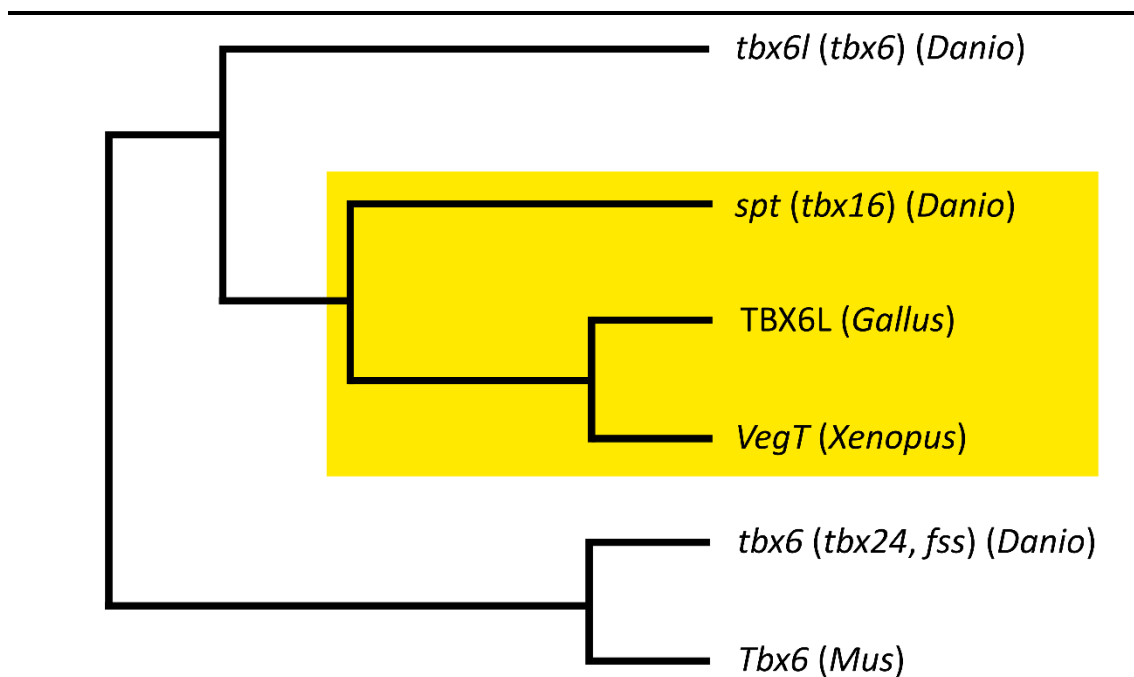 tbx6l (tbx6) (Danio)
spt (tbx16) (Danio)
TBX6L (Gallus)
VegT (Xenopus)
tbx6 (tbx24, fss) (Danio)
Tbx6 (Mus)